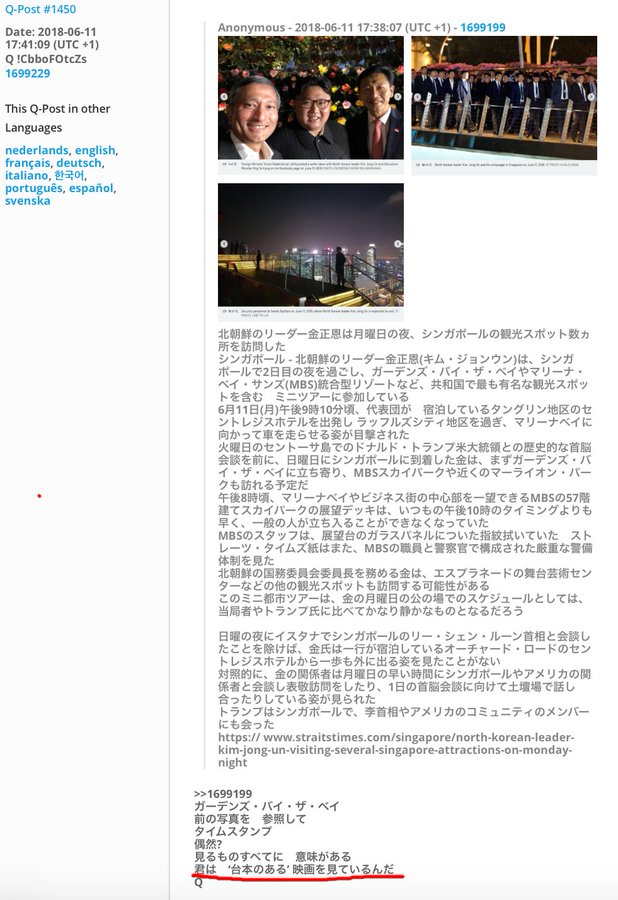 Q-Post #1450
Date: 2018-06-11
17:41:09 (UTC +1)
Q !CbboFOtcZs
1699229
This Q-Post in other
Languages
nederlands, english,
français, deutsch,
italiano, 한국어,
português, español,
svenska
Anonymous - 2018-06-11 17:38:07 (UTC +1) - 1699199
北朝鮮のリーダー金正恩は月曜日の夜、シンガポールの観光スポット数ヵ
所を訪問した
シンガポール - 北朝鮮のリーダー金正恩(キム・ジョンウン)は、シンガ
ポールで2日目の夜を過ごし、ガーデンズ・バイ・ザ・ベイやマリーナ・
ベイ・サンズ(MBS)統合型リゾートなど、共和国で最も有名な観光スポッ
トを含む　ミニツアーに参加している
6月11日(月)午後9時10分頃、代表団が　宿泊しているタングリン地区のセ
ントレジスホテルを出発し ラッフルズシティ地区を過ぎ、マリーナベイに
向かって車を走らせる姿が目撃された
火曜日のセントーサ島でのドナルド・トランプ米大統領との歴史的な首脳
会談を前に、日曜日にシンガポールに到着した金は、まずガーデンズ・バ
イ・ザ・ベイに立ち寄り、MBSスカイパークや近くのマーライオン・パー
クも訪れる予定だ
午後8時頃、マリーナベイやビジネス街の中心部を一望できるMBSの57階
建てスカイパークの展望デッキは、いつもの午後10時のタイミングよりも
早く、一般の人が立ち入ることができなくなっていた
MBSのスタッフは、展望台のガラスパネルについた指紋拭いていた　スト
レーツ・タイムズ紙はまた、MBSの職員と警察官で構成された厳重な警備
体制を見た
北朝鮮の国務委員会委員長を務める金は、エスプラネードの舞台芸術セン
ターなどの他の観光スポットも訪問する可能性がある
このミニ都市ツアーは、金の月曜日の公の場でのスケジュールとしては、
当局者やトランプ氏に比べてかなり静かなものとなるだろう
日曜の夜にイスタナでシンガポールのリー・シェン・ルーン首相と会談し
たことを除けば、金氏は一行が宿泊しているオーチャード・ロードのセン
トレジスホテルから一歩も外に出る姿を見たことがない
対照的に、金の関係者は月曜日の早い時間にシンガポールやアメリカの関
係者と会談し表敬訪問をしたり、1日の首脳会談に向けて土壇場で話し
合ったりしている姿が見られた
トランプはシンガポールで、李首相やアメリカのコミュニティのメンバー
にも会った
https:// www.straitstimes.com/singapore/north-korean-leader-
kim-jong-un-visiting-several-singapore-attractions-on-monday-
night
>>1699199
ガーデンズ・バイ・ザ・ベイ
前の写真を　参照して
タイムスタンプ
偶然?
見るものすべてに　意味がある
君は　‘台本のある’ 映画を見ているんだ
Q